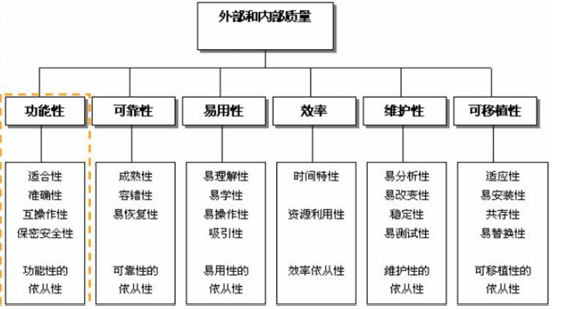 外部和内部质量
功能性
可靠性
易用性
效率
维护性
可移植性
适合性
准确性
互操作性
保密安全性
功能性的
依从性
成熟性
容错性
易恢复性
可靠性的
依从性
易理解性
易学性
易操作性
吸引性
易用性的
依从性
时间特性
资源利用性
效率依从性
易分析性
易改变性
稳定性
易测试性
维护性的
依从性
适应性
易安装性
共存性
易替换性
可移植性的
依从性